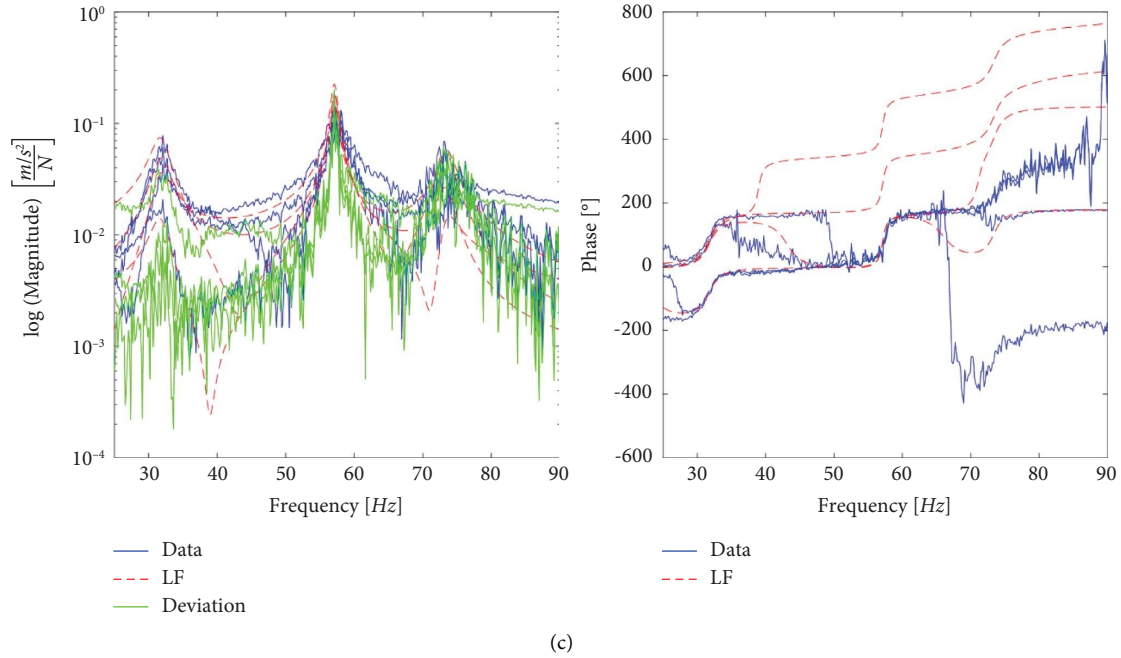 10⁰
10⁻¹
10⁻²
10⁻³
10⁻⁴
log (Magnitude) [m/s²/N]
30 40 50 60 70 80 90
Frequency [Hz]
Data
LF
Deviation
800
600
400
200
0
-200
-400
-600
Phase [°]
30 40 50 60 70 80 90
Frequency [Hz]
Data
LF
(c)